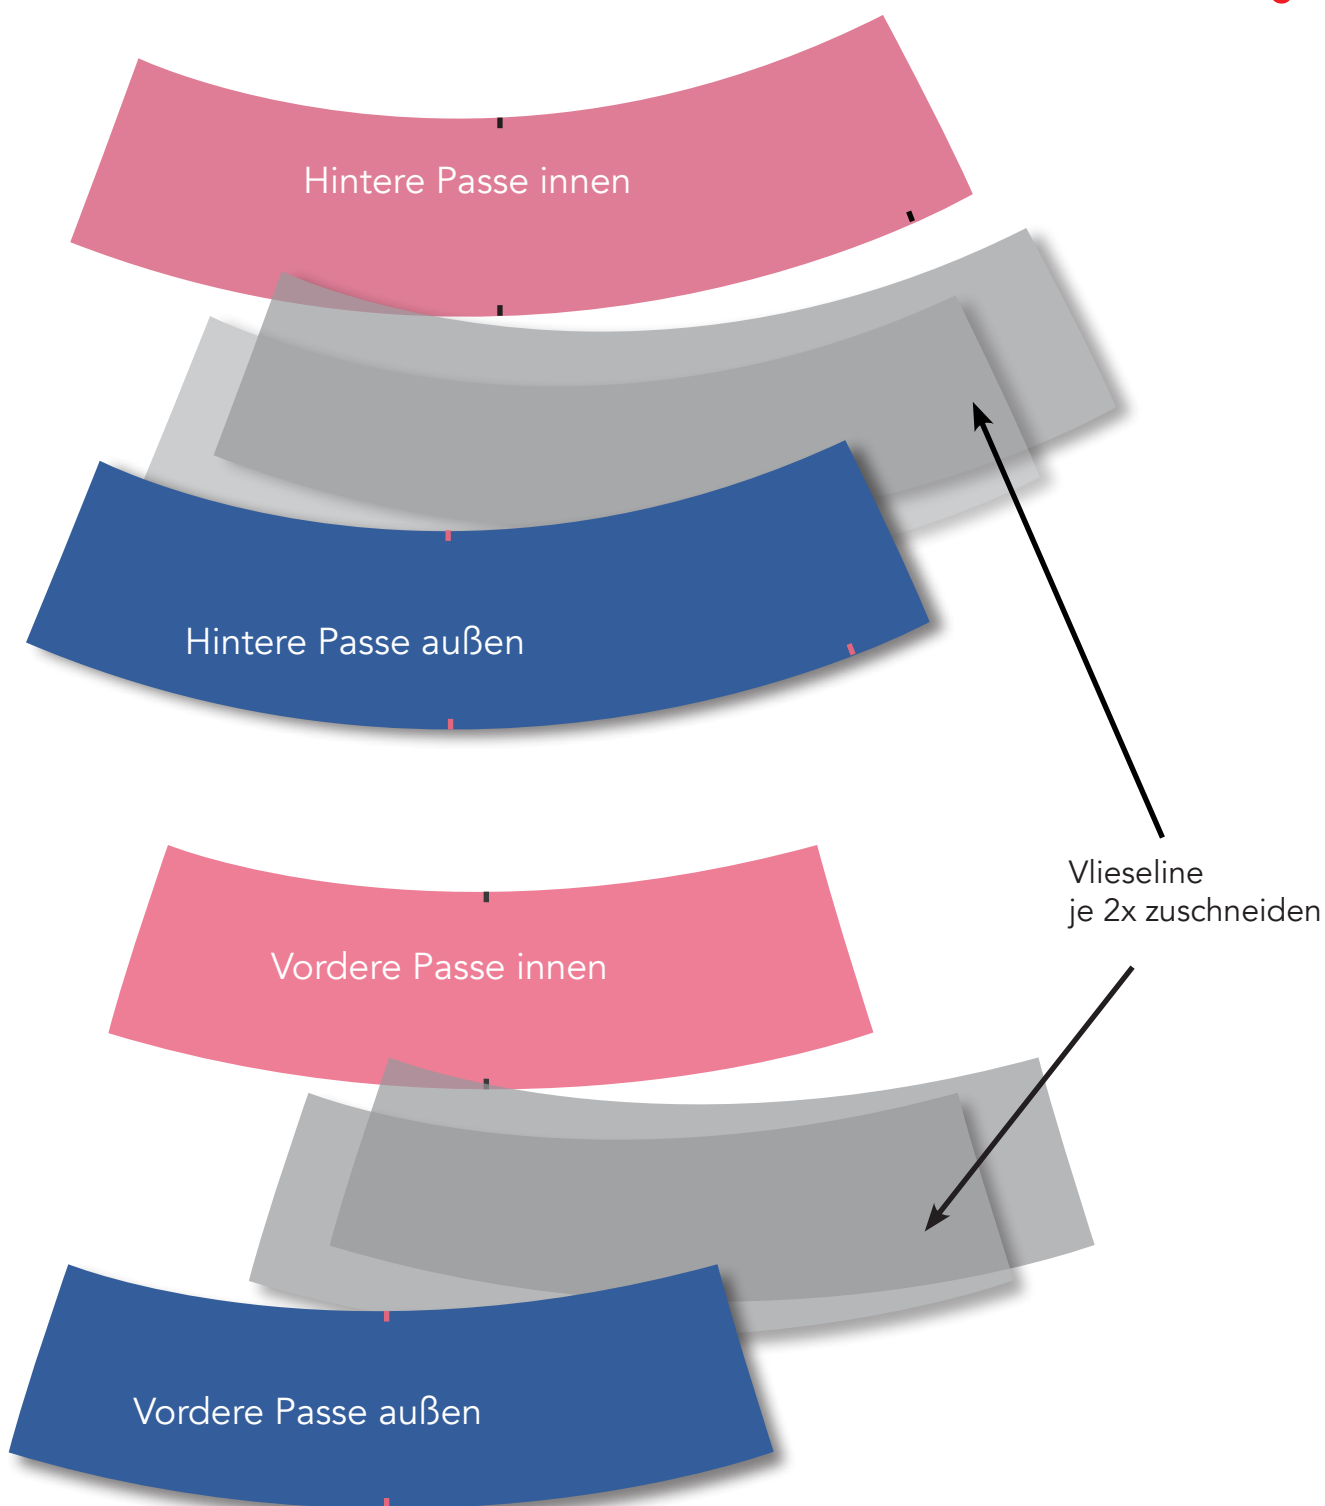 Hintere Passe innen
Hintere Passe außen
Vlieseline
je 2x zuschneiden
Vordere Passe innen
Vordere Passe außen